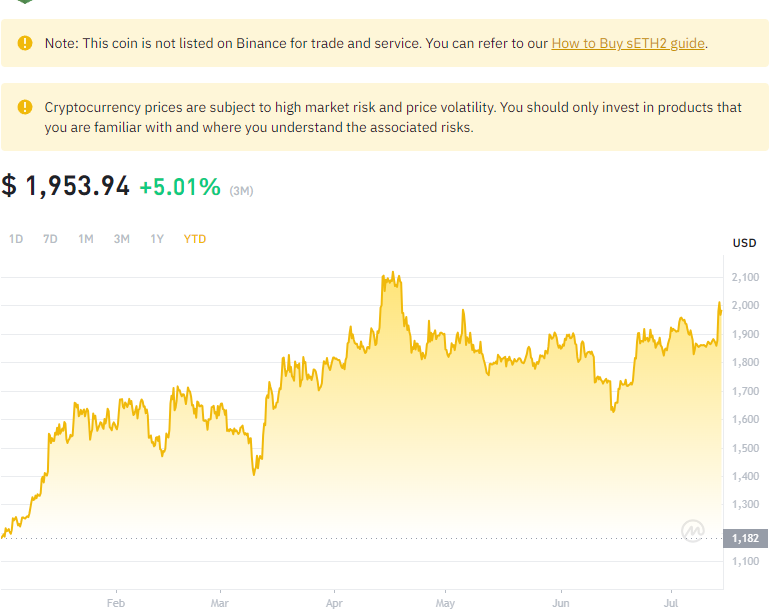 Note: This coin is not listed on Binance for trade and service. You can refer to our How to Buy sETH2 guide.
Cryptocurrency prices are subject to high market risk and price volatility. You should only invest in products that
you are familiar with and where you understand the associated risks.
$ 1,953.94 +5.01% (3M)
1D 7D 1M 3M 1Y YTD
USD
2,100
2,000
1,900
1,800
1,700
1,600
1,500
1,400
1,300
1,182
1,100
Feb Mar Apr May Jun Jul